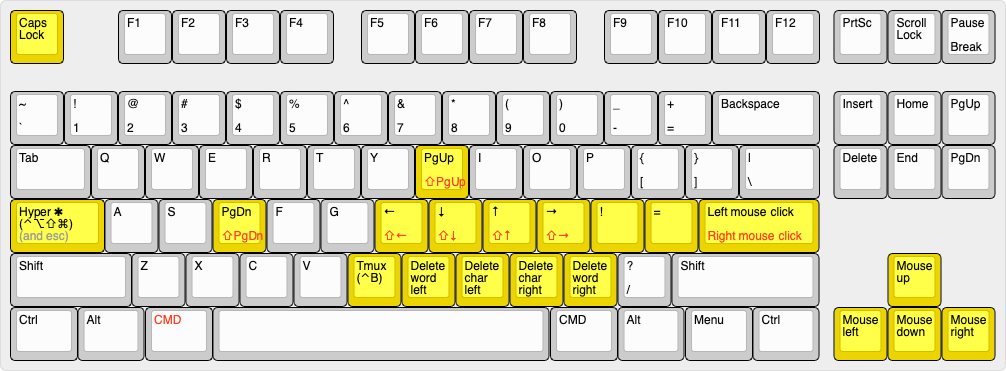 Caps
Lock
F1
F2
F3
F4
F5
F6
F7
F8
F9
F10
F11
F12
PrtSc
Scroll
Lock
Pause
Break
~
`
!
1
@
2
#
3
$
4
%
5
^
6
&
7
*
8
(
9
)
0
_
-
+
=
Backspace
Insert
Home
PgUp
Tab
Q
W
E
R
T
Y
PgUp
⇧PgUp
I
O
P
{
[
}
]
|
\
Delete
End
PgDn
Hyper ✱
(⌃⌥⇧⌘)
(and esc)
A
S
PgDn
⇧PgDn
F
G
←
⇧←
↓
⇧↓
↑
⇧↑
→
⇧→
!
=
Left mouse click
Right mouse click
Shift
Z
X
C
V
Tmux
(⌃B)
Delete
word
left
Delete
char
left
Delete
char
right
Delete
word
right
?
/
Shift
Mouse
up
Ctrl
Alt
CMD
CMD
Alt
Menu
Ctrl
Mouse
left
Mouse
down
Mouse
right